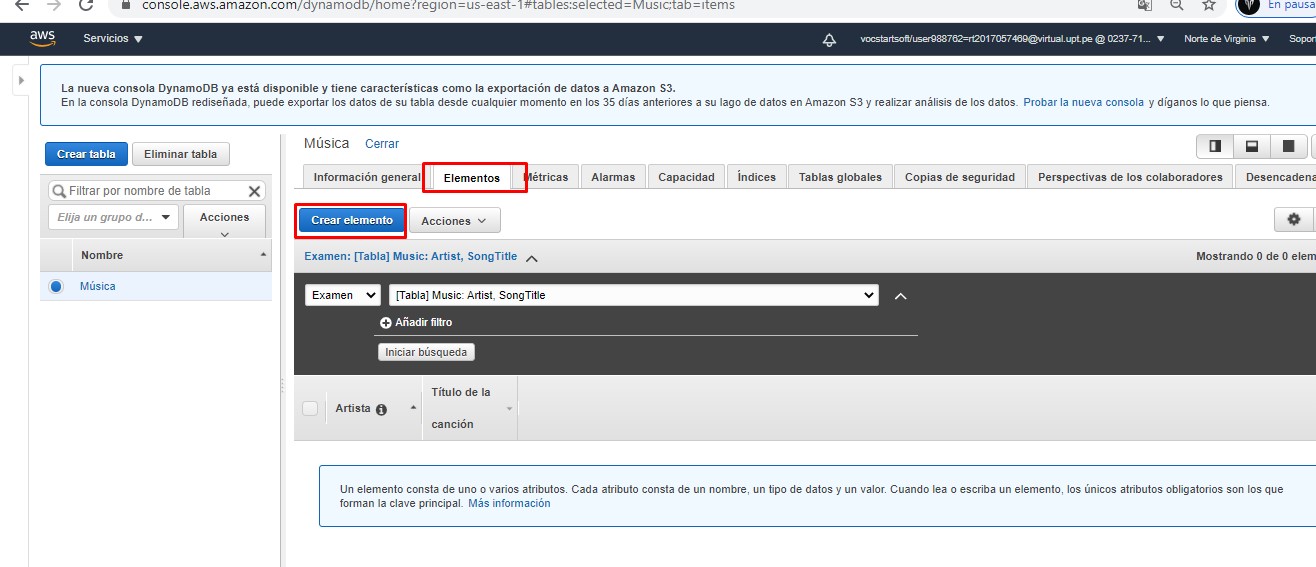 console.aws.amazon.com/dynamodb/home?region=us-east-1#tables:selected=Music;tab=items
En pausa
aws
Servicios
vocstartsoft/user988762=rt2017057469@virtual.upt.pe @ 0237-71...
Norte de Virginia
Sopor
La nueva consola DynamoDB ya está disponible y tiene características como la exportación de datos a Amazon S3.
En la consola DynamoDB rediseñada, puede exportar los datos de su tabla desde cualquier momento en los 35 días anteriores a su lago de datos en Amazon S3 y realizar análisis de los datos. Probar la nueva consola y díganos lo que piensa.
Crear tabla
Eliminar tabla
Filtrar por nombre de tabla
Elija un grupo d...
Acciones
Nombre
Música
Música
Cerrar
Información general
Elementos
Métricas
Alarmas
Capacidad
Índices
Tablas globales
Copias de seguridad
Perspectivas de los colaboradores
Desencadena
Crear elemento
Acciones
Examen: [Tabla] Music: Artist, SongTitle
Mostrando 0 de 0 elem
Examen
[Tabla] Music: Artist, SongTitle
Añadir filtro
Iniciar búsqueda
Artista
Título de la
canción
Un elemento consta de uno o varios atributos. Cada atributo consta de un nombre, un tipo de datos y un valor. Cuando lea o escriba un elemento, los únicos atributos obligatorios son los que
forman la clave principal. Más información